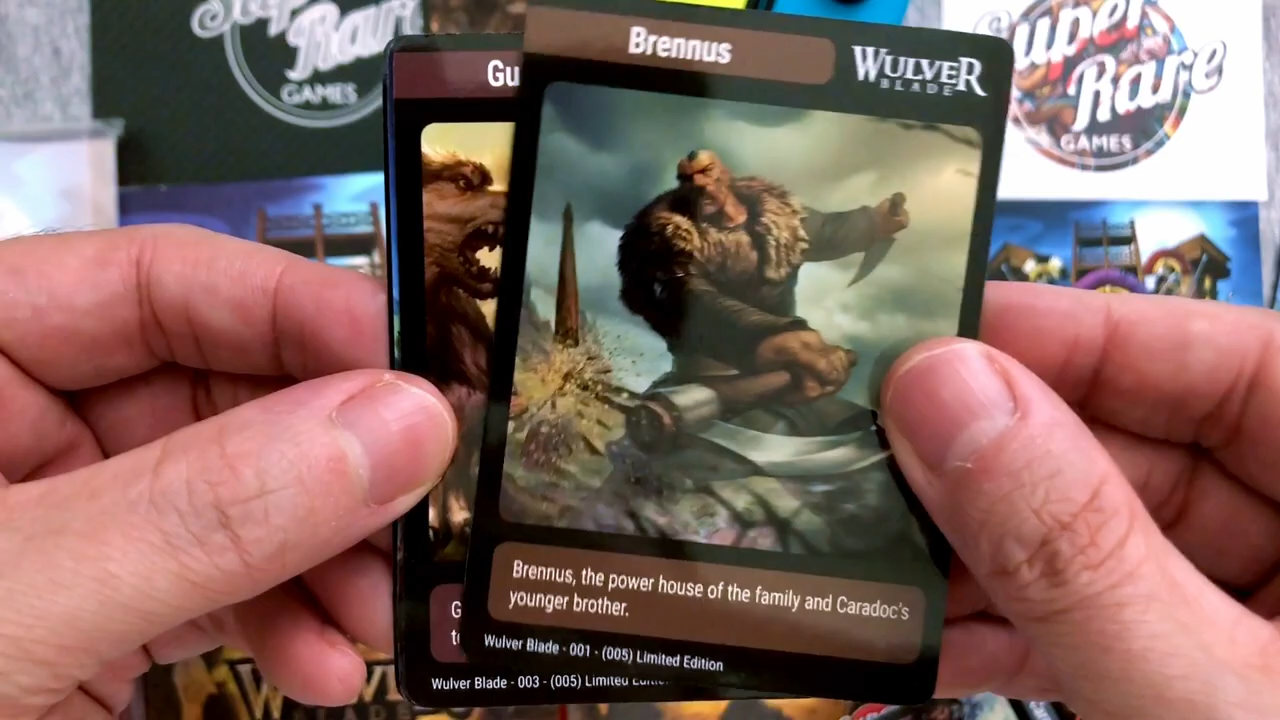 Super
Rare
GAMES
Super
Rare
GAMES
Gu
Brennus
WULVER
BLADE
Brennus, the power house of the family and Caradoc's
younger brother.
Wulver Blade - 001 - (005) Limited Edition
G
t
Wulver Blade - 003 - (005) Limited Editio